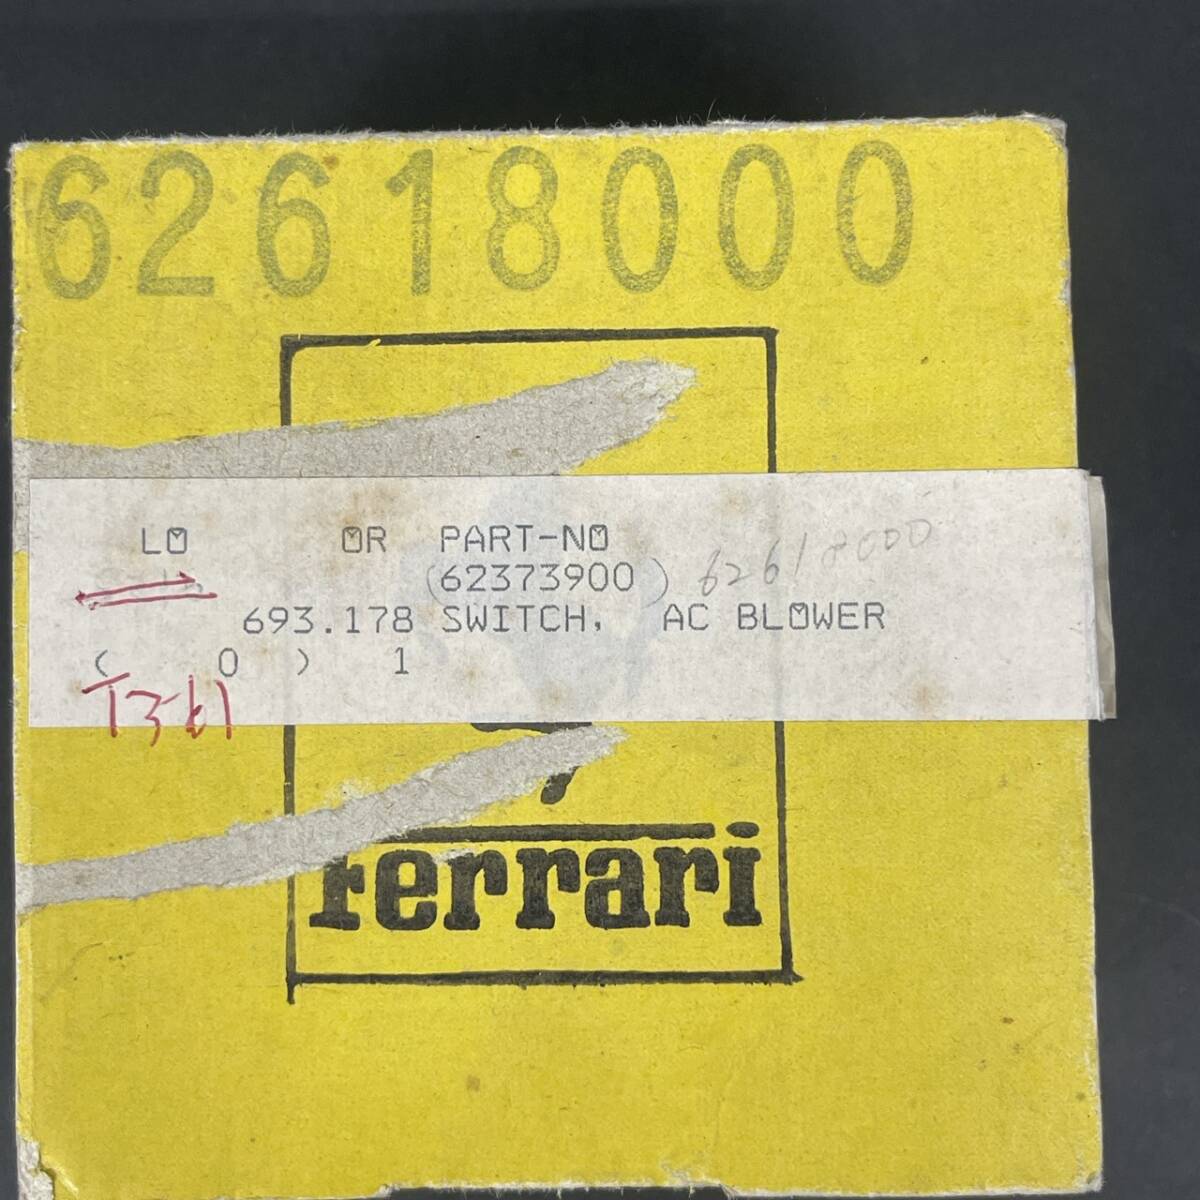 62618000
LO OR PART-NO
(62373900) 62618000
693.178 SWITCH, AC BLOWER
( 0 ) 1
ferrari